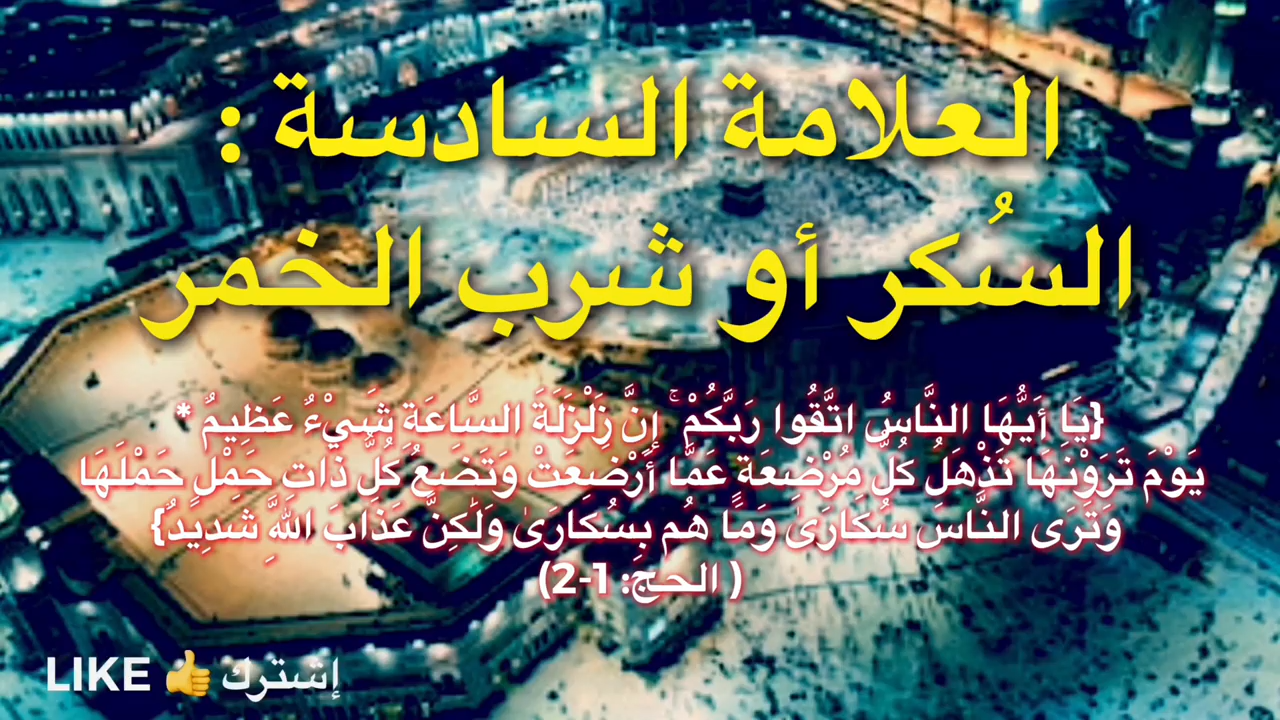 العلامة السادسة :
السُكر أو شرب الخمر
{يَا أَيُّهَا النَّاسُ اتَّقُوا رَبَّكُمْ ۚ إِنَّ زَلْزَلَةَ السَّاعَةِ شَيْءٌ عَظِيمٌ *
يَوْمَ تَرَوْنَهَا تَذْهَلُ كُلُّ مُرْضِعَةٍ عَمَّا أَرْضَعَتْ وَتَضَعُ كُلُّ ذَاتِ حَمْلٍ حَمْلَهَا
وَتَرَى النَّاسَ سُكَارَىٰ وَمَا هُم بِسُكَارَىٰ وَلَٰكِنَّ عَذَابَ اللَّهِ شَدِيدٌ}
( الحج: 1-2)
LIKE 👍 إشترك